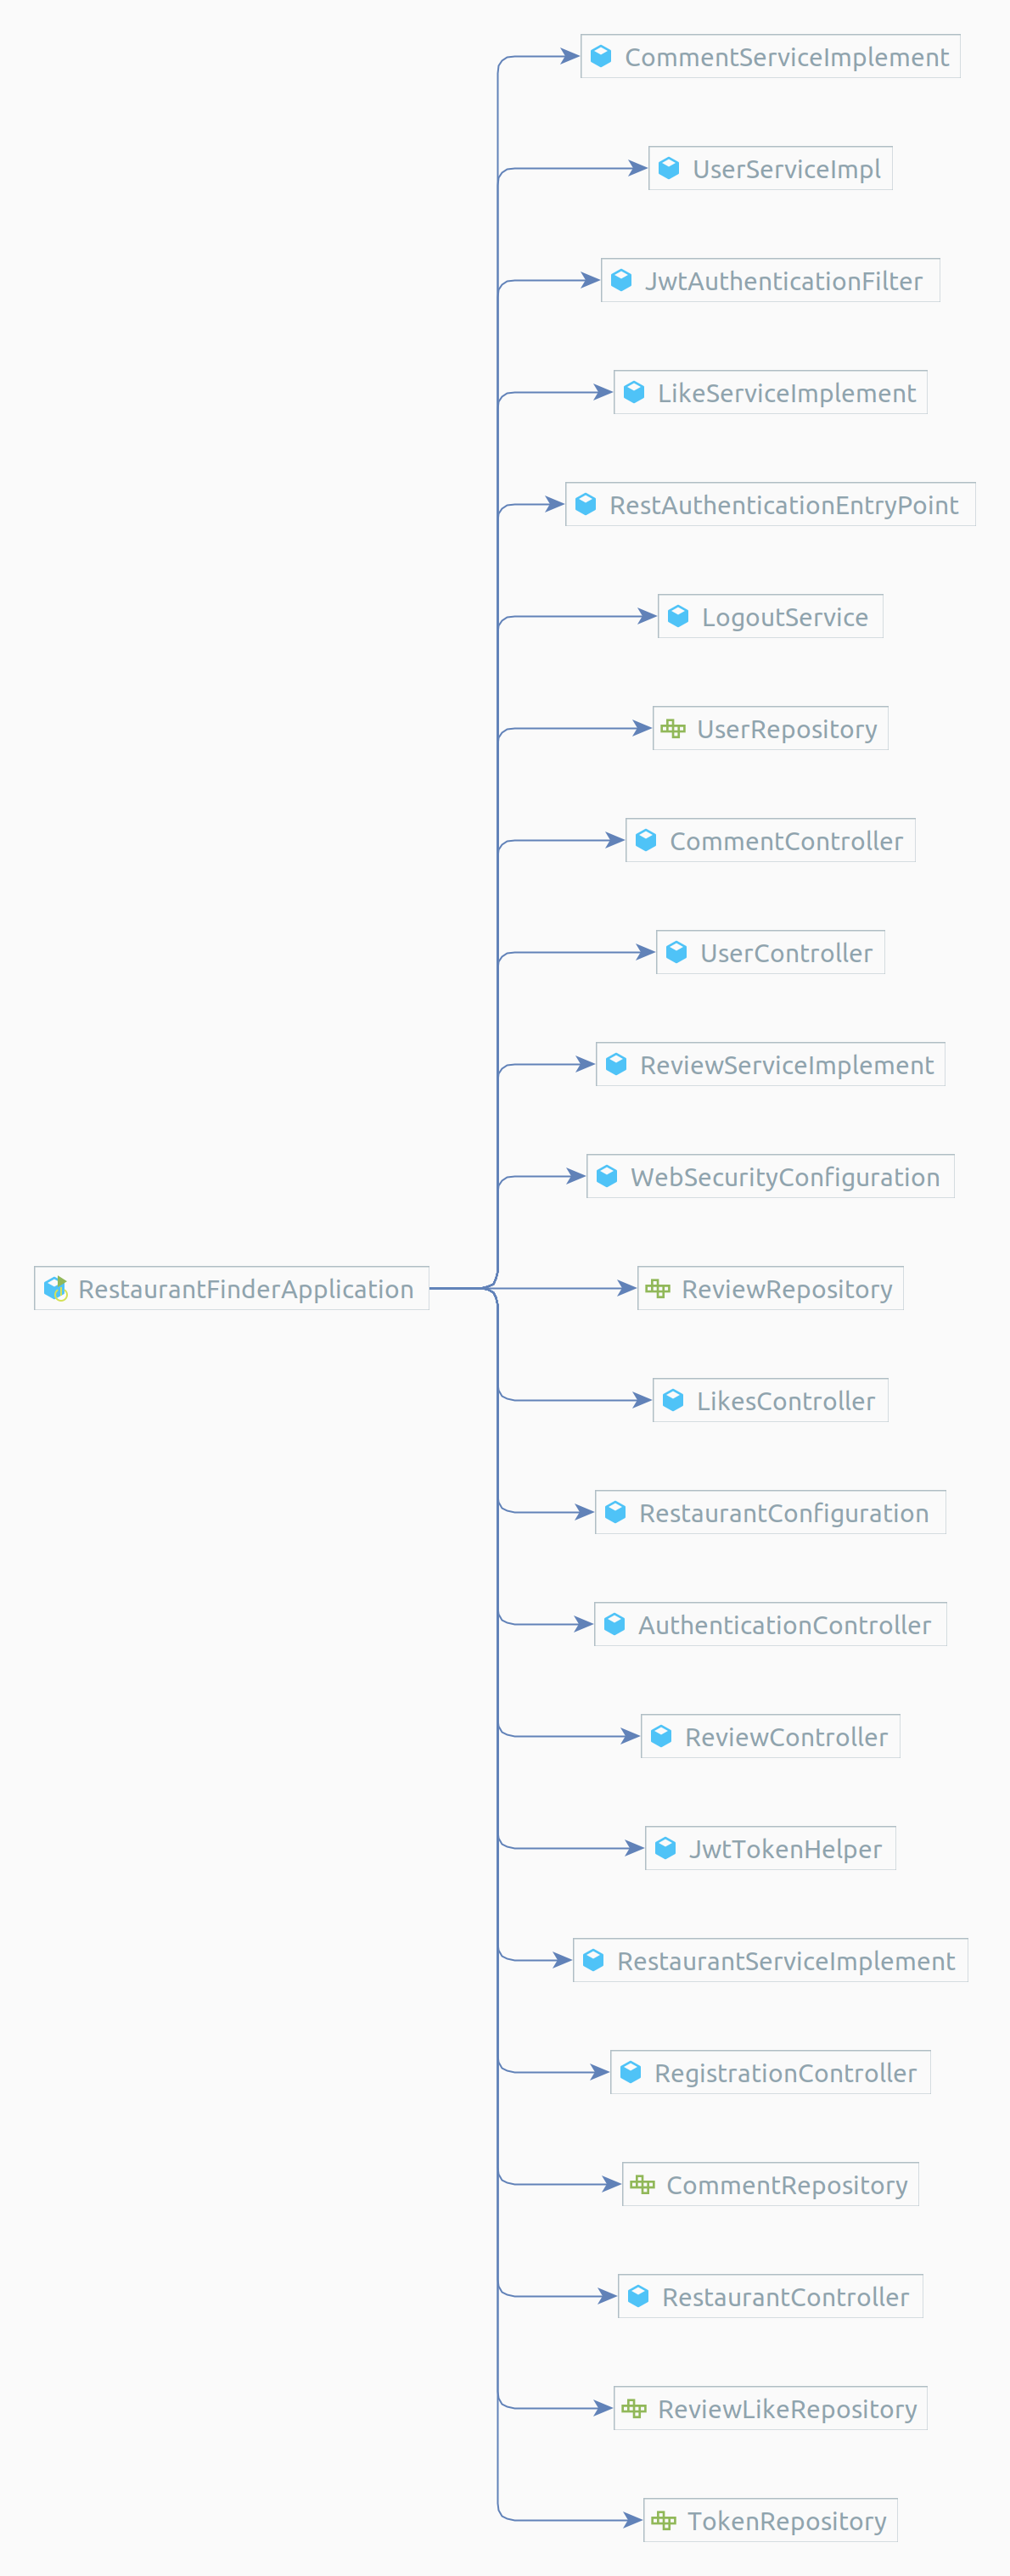 CommentServiceImplement
UserServiceImpl
JwtAuthenticationFilter
LikeServiceImplement
RestAuthenticationEntryPoint
LogoutService
UserRepository
CommentController
UserController
ReviewServiceImplement
WebSecurityConfiguration
RestaurantFinderApplication
ReviewRepository
LikesController
RestaurantConfiguration
AuthenticationController
ReviewController
JwtTokenHelper
RestaurantServiceImplement
RegistrationController
CommentRepository
RestaurantController
ReviewLikeRepository
TokenRepository